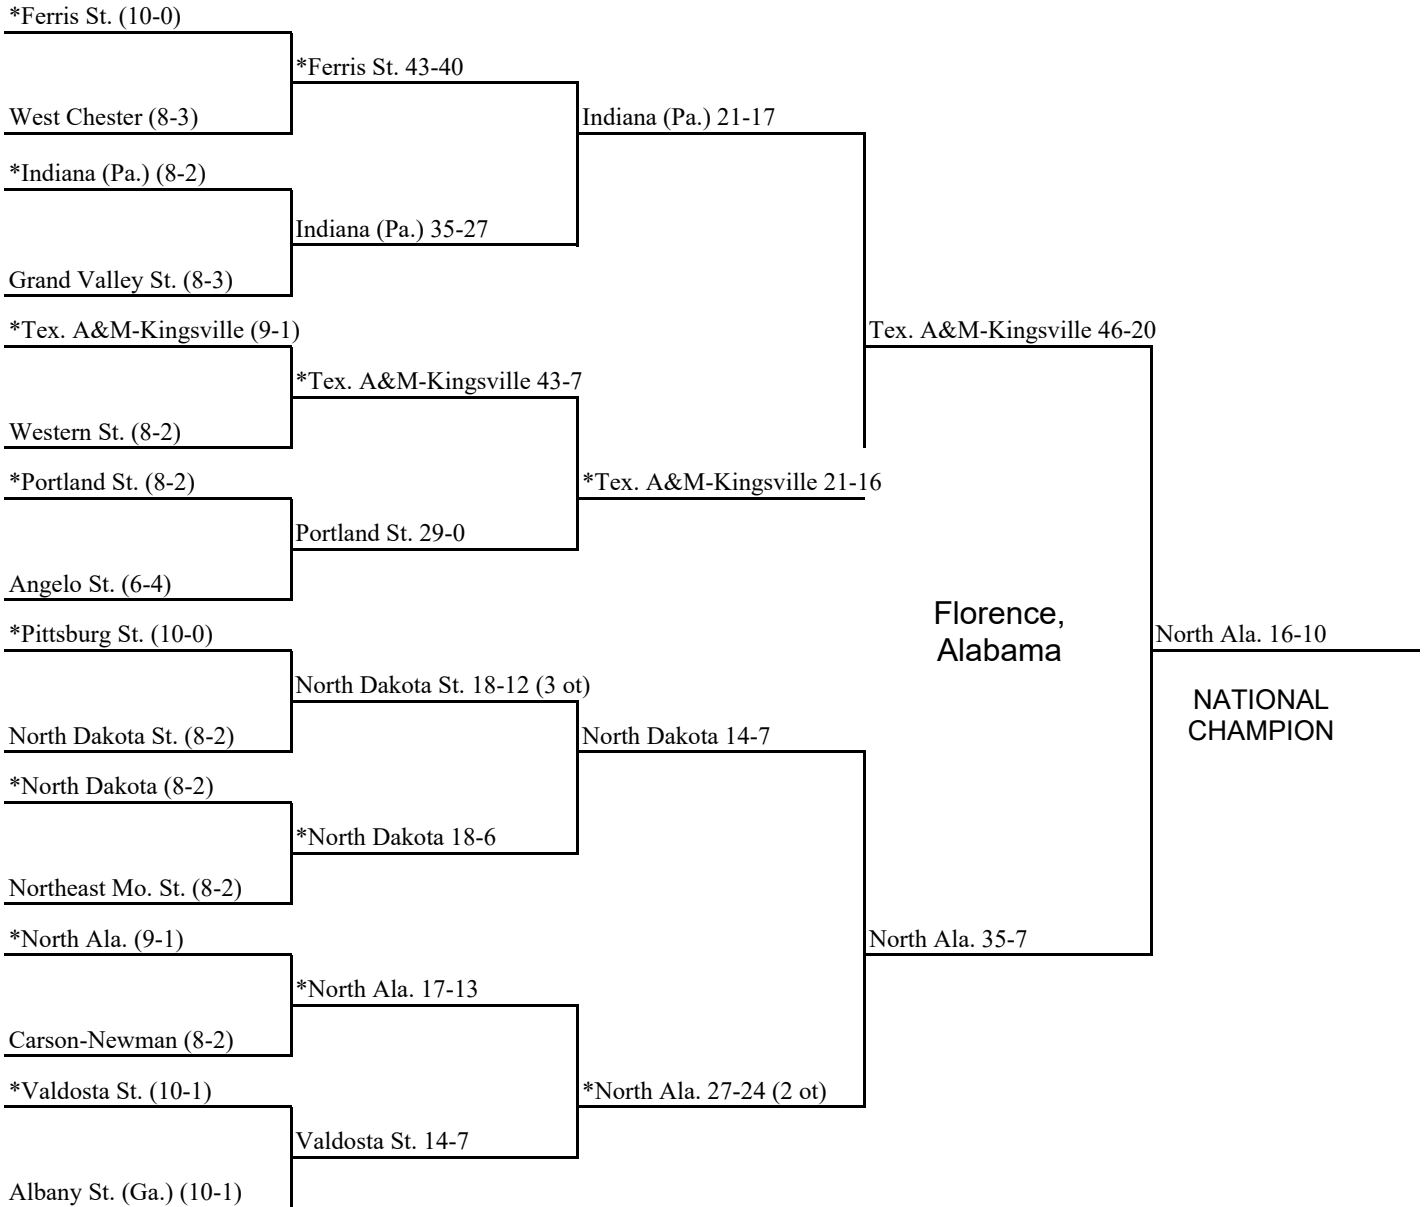 *Ferris St. (10-0)
*Ferris St. 43-40
West Chester (8-3)
Indiana (Pa.) 21-17
*Indiana (Pa.) (8-2)
Indiana (Pa.) 35-27
Grand Valley St. (8-3)
*Tex. A&M-Kingsville (9-1)
Tex. A&M-Kingsville 46-20
*Tex. A&M-Kingsville 43-7
Western St. (8-2)
*Portland St. (8-2)
*Tex. A&M-Kingsville 21-16
Portland St. 29-0
Angelo St. (6-4)
Florence,
Alabama
*Pittsburg St. (10-0)
North Ala. 16-10
North Dakota St. 18-12 (3 ot)
NATIONAL
CHAMPION
North Dakota St. (8-2)
North Dakota 14-7
*North Dakota (8-2)
*North Dakota 18-6
Northeast Mo. St. (8-2)
*North Ala. (9-1)
North Ala. 35-7
*North Ala. 17-13
Carson-Newman (8-2)
*Valdosta St. (10-1)
*North Ala. 27-24 (2 ot)
Valdosta St. 14-7
Albany St. (Ga.) (10-1)